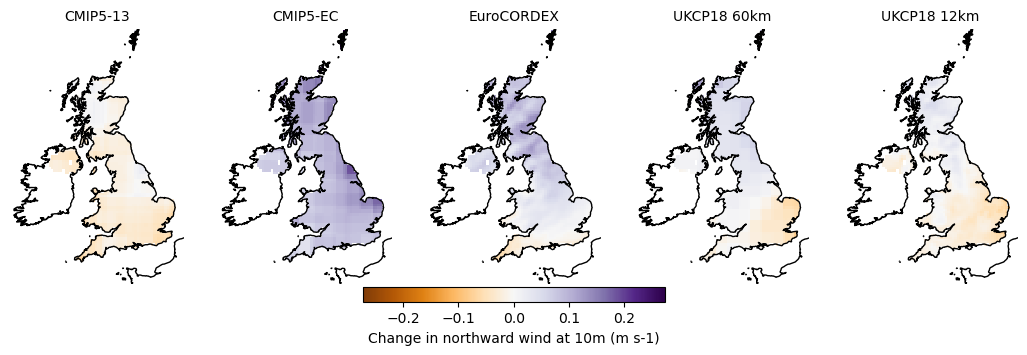 CMIP5-13 CMIP5-EC EuroCORDEX UKCP18 60km UKCP18 12km
−0.2 −0.1 0.0 0.1 0.2
Change in northward wind at 10m (m s-1)